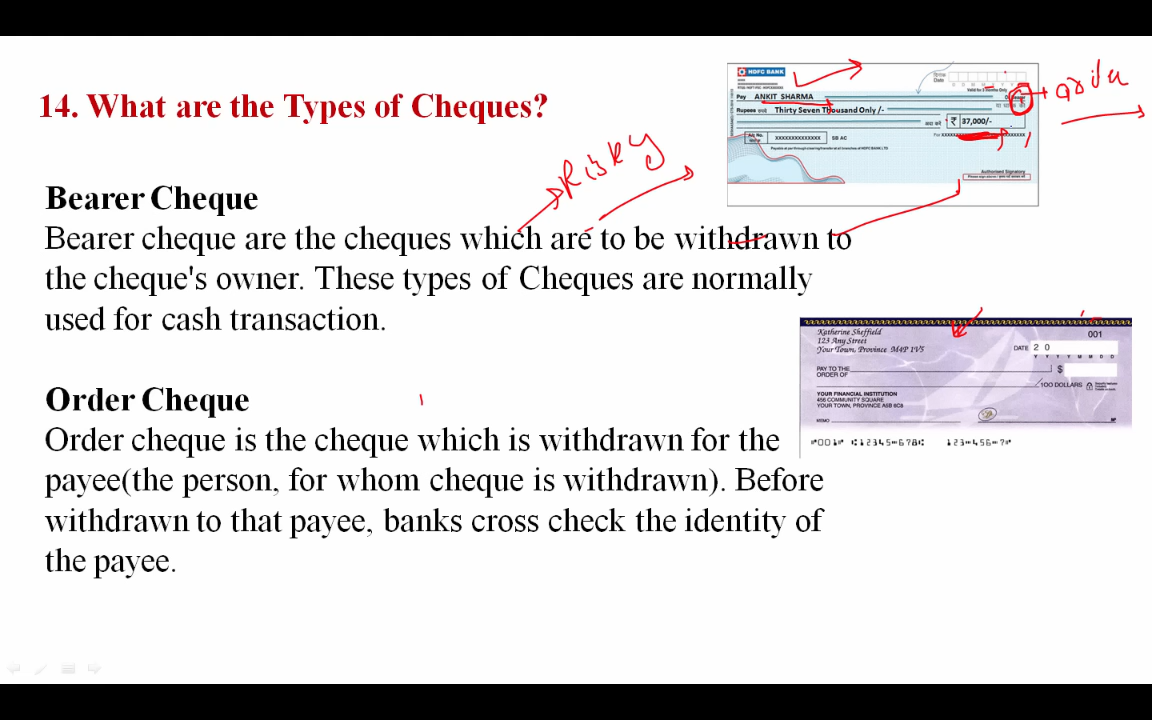 14. What are the Types of Cheques?
Bearer Cheque
Bearer cheque are the cheques which are to be withdrawn to
the cheque's owner. These types of Cheques are normally
used for cash transaction.
Order Cheque
Order cheque is the cheque which is withdrawn for the
payee(the person, for whom cheque is withdrawn). Before
withdrawn to that payee, banks cross check the identity of
the payee.
Risky
order
HDFC BANK
Date
Pay ANKIT SHARMA
Rupees Thirty Seven Thousand Only /-
₹ 37,000/-
XXXXXXXXXXXXXX SB AC
Authorised Signatory
Katherine Sheffield 001
123 Any Street
Your Town, Province M4P 1V5
DATE 2 0
Y Y Y Y M M D D
PAY TO THE
ORDER OF $
100 DOLLARS
YOUR FINANCIAL INSTITUTION
456 COMMUNITY SQUARE
YOUR TOWN, PROVINCE A5B 6C8
MEMO MP